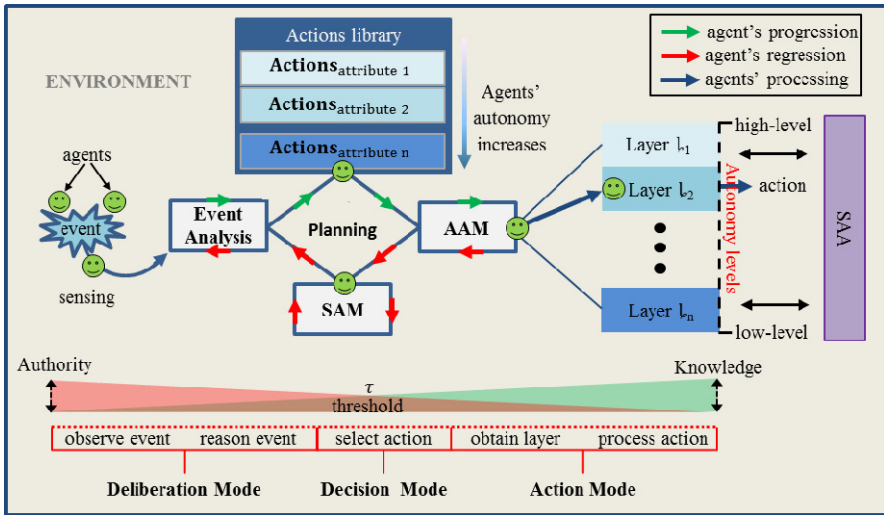 Actions library
Actions attribute 1
Actions attribute 2
Actions attribute n
agent's progression
agent's regression
agents' processing
ENVIRONMENT
Agents'
autonomy
increases
agents
event
sensing
Event
Analysis
Planning
AAM
SAM
Layer l₁
Layer l₂
Layer lₙ
high-level
action
low-level
Autonomy levels
SAA
Authority
Knowledge
τ
threshold
observe event
reason event
select action
obtain layer
process action
Deliberation Mode
Decision Mode
Action Mode